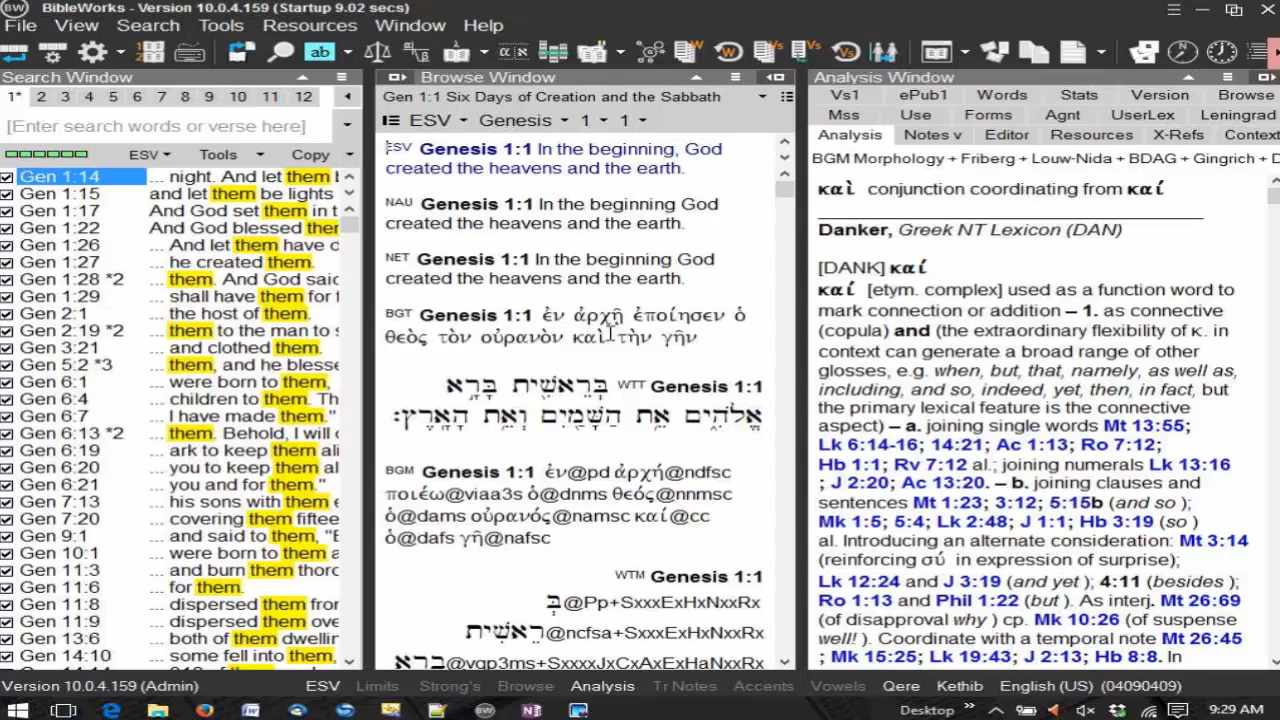 BibleWorks - Version 10.0.4.159 (Startup 9.02 secs)
File View Search Tools Resources Window Help
Search Window
1* 2 3 4 5 6 7 8 9 10 11 12
[Enter search words or verse here]
ESV Tools Copy
Gen 1:14 ... night. And let them
Gen 1:15 and let them be lights
Gen 1:17 And God set them in t
Gen 1:22 And God blessed ther
Gen 1:26 ... And let them have
Gen 1:27 ... he created them.
Gen 1:28 *2 ... them. And God said
Gen 1:29 ... shall have them for
Gen 2:1 ... the host of them.
Gen 2:19 *2 ... them to the man to s
Gen 3:21 ... and clothed them.
Gen 5:2 *3 ... them, and he blesse
Gen 6:1 ... were born to them,
Gen 6:4 ... children to them. Th
Gen 6:7 ... I have made them."
Gen 6:13 *2 ... them. Behold, I will
Gen 6:19 ... ark to keep them ali
Gen 6:20 ... you to keep them al
Gen 6:21 ... you and for them."
Gen 7:13 ... his sons with them
Gen 7:20 ... covering them fiftee
Gen 9:1 ... and said to them, "
Gen 10:1 ... were born to them
Gen 11:3 ... and burn them thoro
Gen 11:6 ... for them.
Gen 11:8 ... dispersed them fror
Gen 11:9 ... dispersed them ove
Gen 13:6 ... both of them dwellin
Gen 14:10 ... some fell into them,
Browse Window
Gen 1:1 Six Days of Creation and the Sabbath
ESV Genesis 1 1
ESV Genesis 1:1 In the beginning, God
created the heavens and the earth.
NAU Genesis 1:1 In the beginning God
created the heavens and the earth.
NET Genesis 1:1 In the beginning God
created the heavens and the earth.
BGT Genesis 1:1 ἐν ἀρχῇ ἐποίησεν ὁ
θεὸς τὸν οὐρανὸν καὶ τὴν γῆν
WTT Genesis 1:1 בְּרֵאשִׁ֖ית בָּרָ֣א
אֱלֹהִ֑ים אֵ֥ת הַשָּׁמַ֖יִם וְאֵ֥ת הָאָֽרֶץ׃
BGM Genesis 1:1 ἐν@pd ἀρχή@ndfsc
ποιέω@viaa3s ὁ@dnms θεός@nnmsc
ὁ@dams οὐρανός@namsc καί@cc
ὁ@dafs γῆ@nafsc
WTM Genesis 1:1
בְּ@Pp+SxxxExHxNxxRx
רֵאשִׁית@ncfsa+SxxxExHxNxxRx
ברא@vqp3ms+SxxxxJxCxAxExHaNxxRx
Analysis Window
Vs1 ePub1 Words Stats Version Browse
Mss Use Forms Agnt UserLex Leningrad
Analysis Notes v Editor Resources X-Refs Context
BGM Morphology + Friberg + Louw-Nida + BDAG + Gingrich + D
καὶ conjunction coordinating from καί
Danker, Greek NT Lexicon (DAN)
[DANK] καί
καί [etym. complex] used as a function word to
mark connection or addition – 1. as connective
(copula) and (the extraordinary flexibility of κ. in
context can generate a broad range of other
glosses, e.g. when, but, that, namely, as well as,
including, and so, indeed, yet, then, in fact, but
the primary lexical feature is the connective
aspect) – a. joining single words Mt 13:55;
Lk 6:14-16; 14:21; Ac 1:13; Ro 7:12;
Hb 1:1; Rv 7:12 al.; joining numerals Lk 13:16
; J 2:20; Ac 13:20. – b. joining clauses and
sentences Mt 1:23; 3:12; 5:15b (and so );
Mk 1:5; 5:4; Lk 2:48; J 1:1; Hb 3:19 (so )
al. Introducing an alternate consideration: Mt 3:14
(reinforcing σύ in expression of surprise);
Lk 12:24 and J 3:19 (and yet ); 4:11 (besides );
Ro 1:13 and Phil 1:22 (but ). As interj. Mt 26:69
(of disapproval why ) cp. Mk 10:26 (of suspense
well! ). Coordinate with a temporal note Mt 26:45
; Mk 15:25; Lk 19:43; J 2:13; Hb 8:8. In
Version 10.0.4.159 (Admin) ESV Limits Strong's Browse Analysis Tr Notes Accents Vowels Qere Kethib English (US) (04090409)
Desktop 9:29 AM